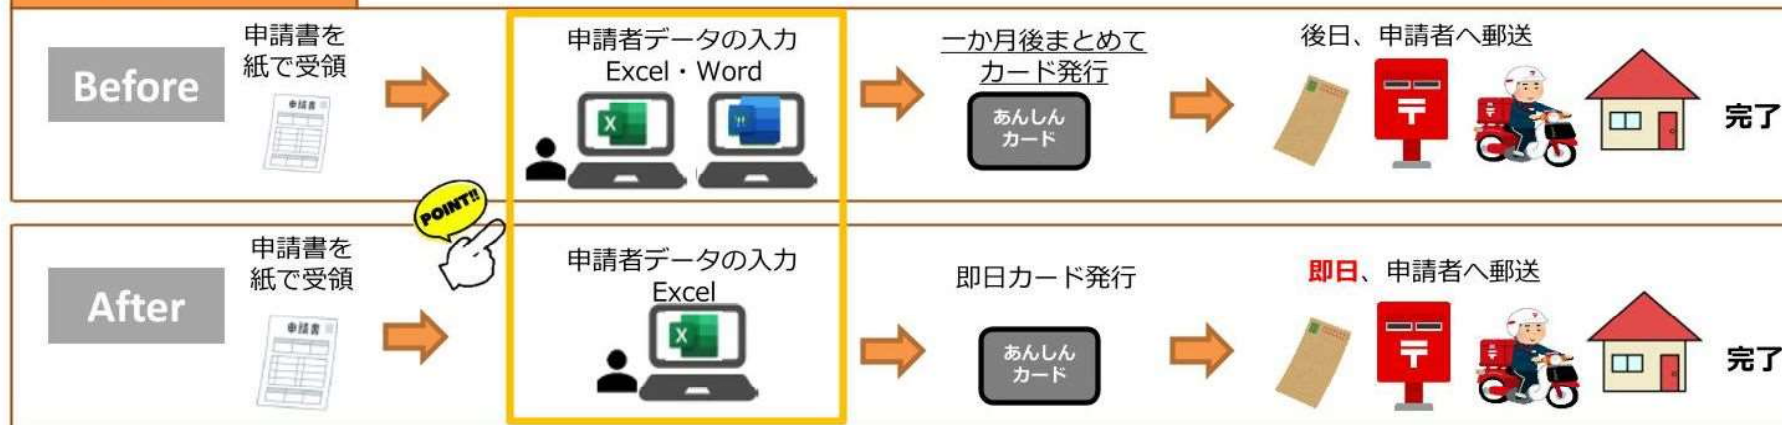 Before
申請書を
紙で受領
申請書
申請者データの入力
Excel・Word
X
W
一か月後まとめて
カード発行
あんしん
カード
後日、申請者へ郵送
〒
完了
POINT!!
After
申請書を
紙で受領
申請書
申請者データの入力
Excel
X
即日カード発行
あんしん
カード
即日、申請者へ郵送
〒
完了